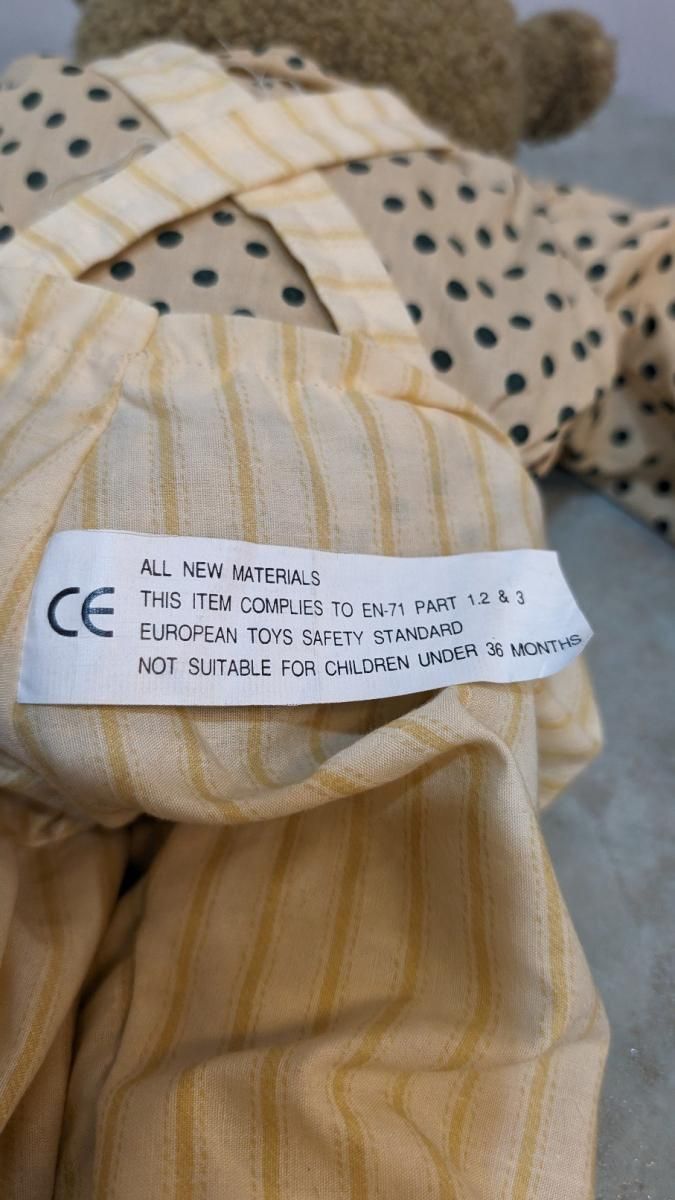 CE
ALL NEW MATERIALS
THIS ITEM COMPLIES TO EN-71 PART 1.2 & 3
EUROPEAN TOYS SAFETY STANDARD
NOT SUITABLE FOR CHILDREN UNDER 36 MONTHS